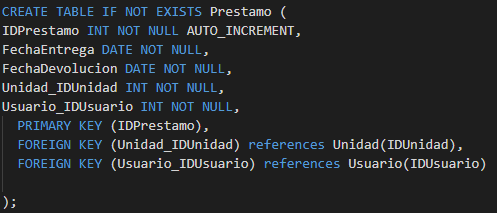 CREATE TABLE IF NOT EXISTS Prestamo (
IDPrestamo INT NOT NULL AUTO_INCREMENT,
FechaEntrega DATE NOT NULL,
FechaDevolucion DATE NOT NULL,
Unidad_IDUnidad INT NOT NULL,
Usuario_IDUsuario INT NOT NULL,
PRIMARY KEY (IDPrestamo),
FOREIGN KEY (Unidad_IDUnidad) references Unidad(IDUnidad),
FOREIGN KEY (Usuario_IDUsuario) references Usuario(IDUsuario)
);